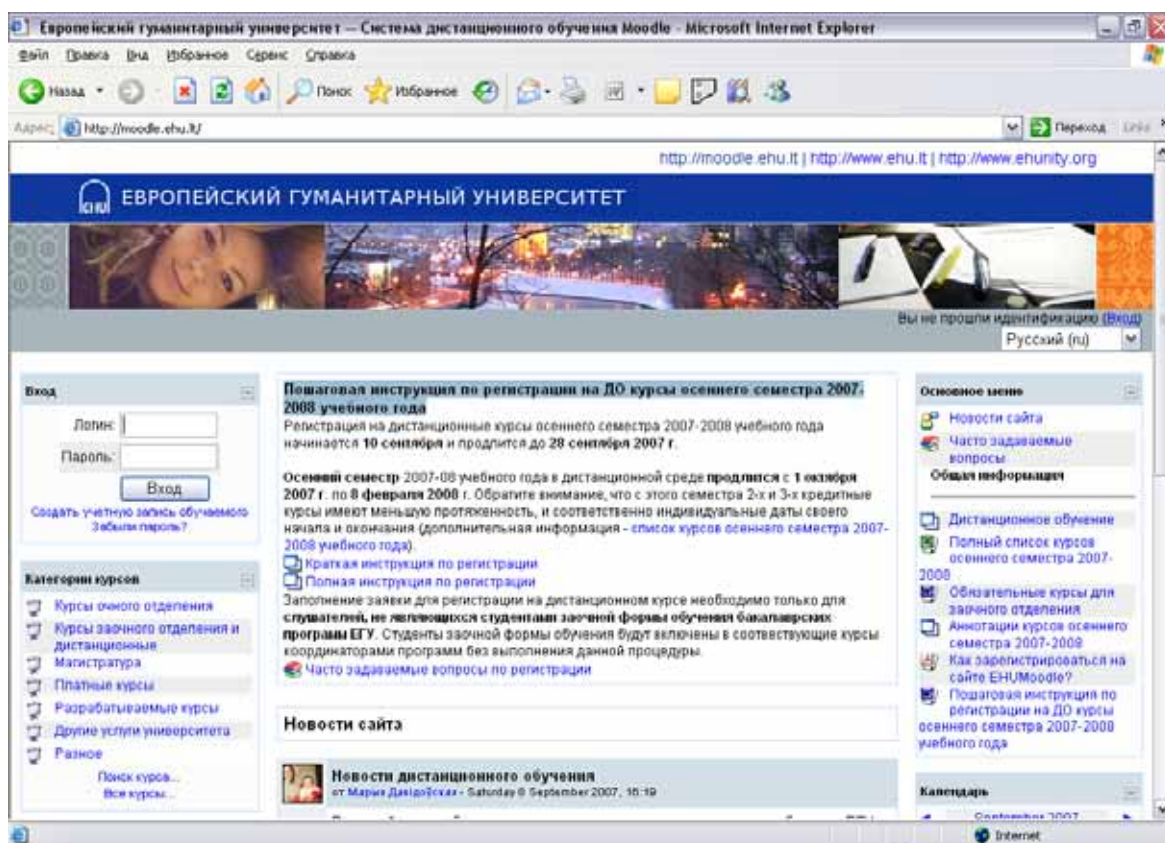 Европейский гуманитарный университет — Система дистанционного обучения Moodle - Microsoft Internet Explorer
Файл Правка Вид Избранное Сервис Справка
Назад Поиск Избранное
Адрес: http://moodle.ehu.lt/ Переход Links
http://moodle.ehu.lt | http://www.ehu.lt | http://www.ehunity.org
EHU ЕВРОПЕЙСКИЙ ГУМАНИТАРНЫЙ УНИВЕРСИТЕТ
Вы не прошли идентификацию (Вход)
Русский (ru)
Вход
Логин:
Пароль:
Вход
Создать учетную запись обучаемого
Забыли пароль?
Категории курсов
Курсы очного отделения
Курсы заочного отделения и
дистанционные
Магистратура
Платные курсы
Разрабатываемые курсы
Другие услуги университета
Разное
Поиск курса...
Все курсы...
Пошаговая инструкция по регистрации на ДО курсы осеннего семестра 2007-
2008 учебного года
Регистрация на дистанционные курсы осеннего семестра 2007-2008 учебного года
начинается 10 сентября и продлится до 28 сентября 2007 г.
Осенний семестр 2007-08 учебного года в дистанционной среде продлится с 1 октября
2007 г. по 8 февраля 2008 г. Обратите внимание, что с этого семестра 2-х и 3-х кредитные
курсы имеют меньшую протяженность, и соответственно индивидуальные даты своего
начала и окончания (дополнительная информация - список курсов осеннего семестра 2007-
2008 учебного года).
Краткая инструкция по регистрации
Полная инструкция по регистрации
Заполнение заявки для регистрации на дистанционном курсе необходимо только для
слушателей, не являющихся студентами заочной формы обучения бакалаврских
программ ЕГУ. Студенты заочной формы обучения будут включены в соотвествующие курсы
координаторами программ без выполнения данной процедуры.
Часто задаваемые вопросы по регистрации
Новости сайта
Новости дистанционного обучения
от Мария Давідоўская - Saturday 8 September 2007, 16:19
Основное меню
Новости сайта
Часто задаваемые
вопросы
Общая информация
Дистанционное обучение
Полный список курсов
осеннего семестра 2007-
2008
Обязательные курсы для
заочного отделения
Аннотации курсов осеннего
семестра 2007-2008
Как зарегистрироваться на
сайте EHUMoodle?
Пошаговая инструкция по
регистрации на ДО курсы
осеннего семестра 2007-2008
учебного года
Календарь
September 2007
Internet